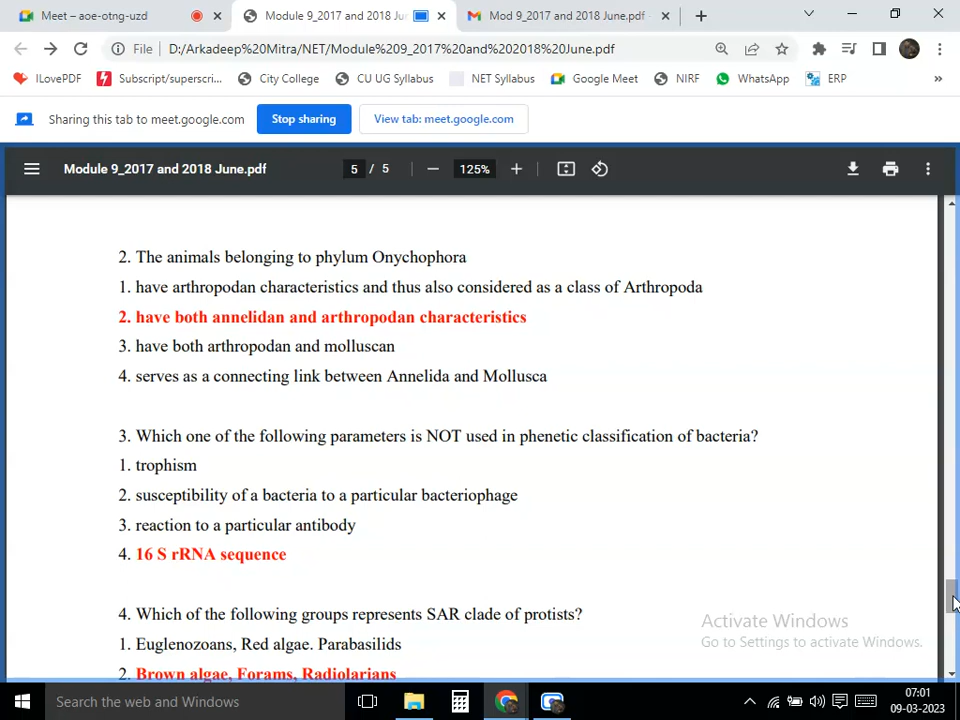 Meet – aoe-otng-uzd
Module 9_2017 and 2018 Ju
Mod 9_2017_2018 June.pdf -
File
D:/Arkadeep%20Mitra/NET/Module%209_2017%20and%202018%20June.pdf
ILovePDF
Subscript/superscri...
City College
CU UG Syllabus
NET Syllabus
Google Meet
NIRF
WhatsApp
ERP
»
Sharing this tab to meet.google.com
Stop sharing
View tab: meet.google.com
Module 9_2017 and 2018 June.pdf
5 / 5
125%
2. The animals belonging to phylum Onychophora
1. have arthropodan characteristics and thus also considered as a class of Arthropoda
2. have both annelidan and arthropodan characteristics
3. have both arthropodan and molluscan
4. serves as a connecting link between Annelida and Mollusca
3. Which one of the following parameters is NOT used in phenetic classification of bacteria?
1. trophism
2. susceptibility of a bacteria to a particular bacteriophage
3. reaction to a particular antibody
4. 16 S rRNA sequence
4. Which of the following groups represents SAR clade of protists?
1. Euglenozoans, Red algae. Parabasilids
2. Brown algae, Forams, Radiolarians
Activate Windows
Go to Settings to activate Windows.
Search the web and Windows
07:01
09-03-2023